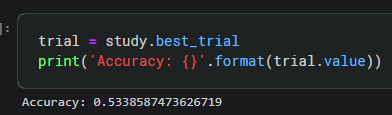 ]:
trial = study.best_trial
print('Accuracy: {}'.format(trial.value))
Accuracy: 0.5338587473626719